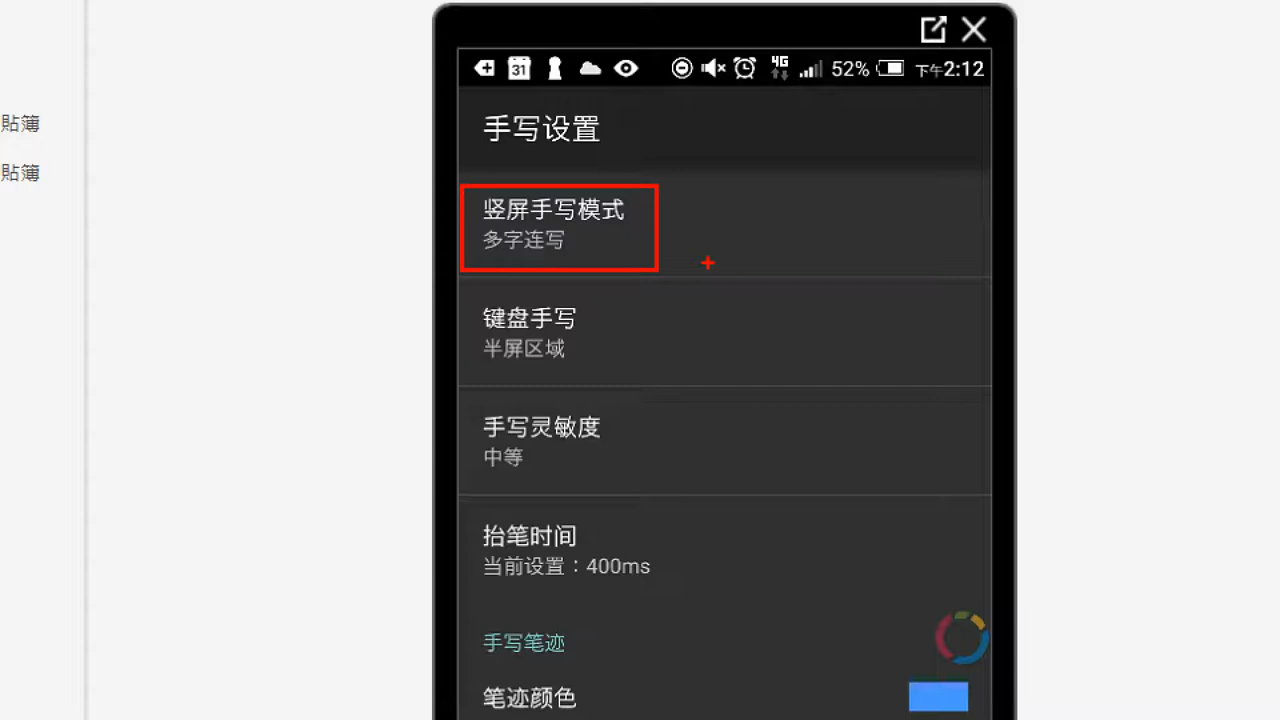 貼簿
貼簿
31
4G
52%
下午2:12
手写设置
竖屏手写模式
多字连写
键盘手写
半屏区域
手写灵敏度
中等
抬笔时间
当前设置：400ms
手写笔迹
笔迹颜色